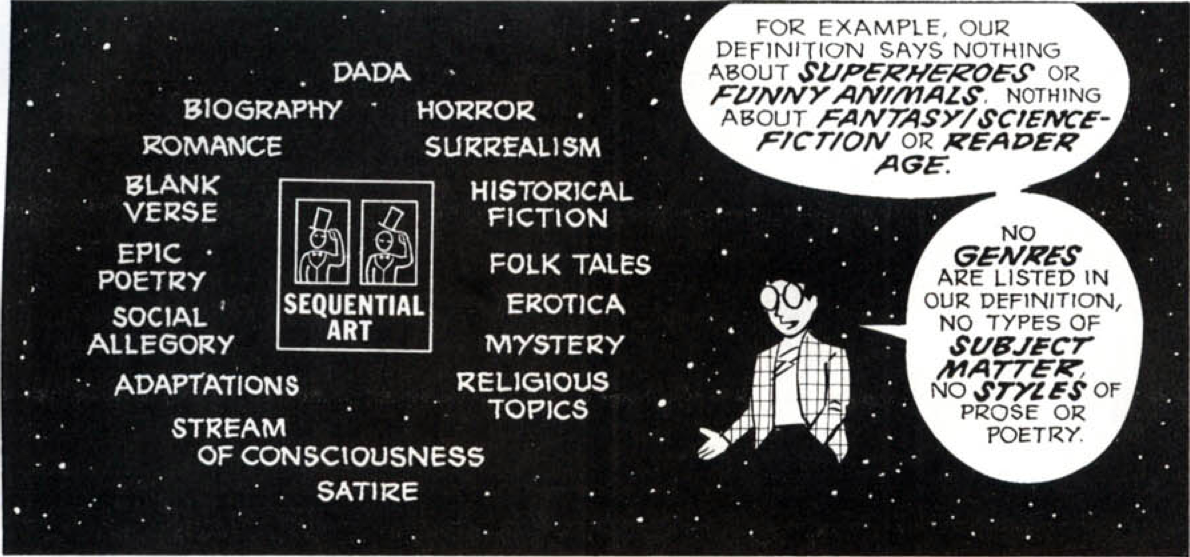 DADA
BIOGRAPHY
HORROR
ROMANCE
SURREALISM
BLANK
VERSE
HISTORICAL
FICTION
EPIC
POETRY
FOLK TALES
SOCIAL
ALLEGORY
EROTICA
MYSTERY
ADAPTATIONS
RELIGIOUS
TOPICS
STREAM
OF CONSCIOUSNESS
SATIRE
SEQUENTIAL
ART
FOR EXAMPLE, OUR
DEFINITION SAYS NOTHING
ABOUT SUPERHEROES OR
FUNNY ANIMALS. NOTHING
ABOUT FANTASY/SCIENCE-
FICTION OR READER
AGE.
NO
GENRES
ARE LISTED IN
OUR DEFINITION,
NO TYPES OF
SUBJECT
MATTER,
NO STYLES OF
PROSE OR
POETRY.